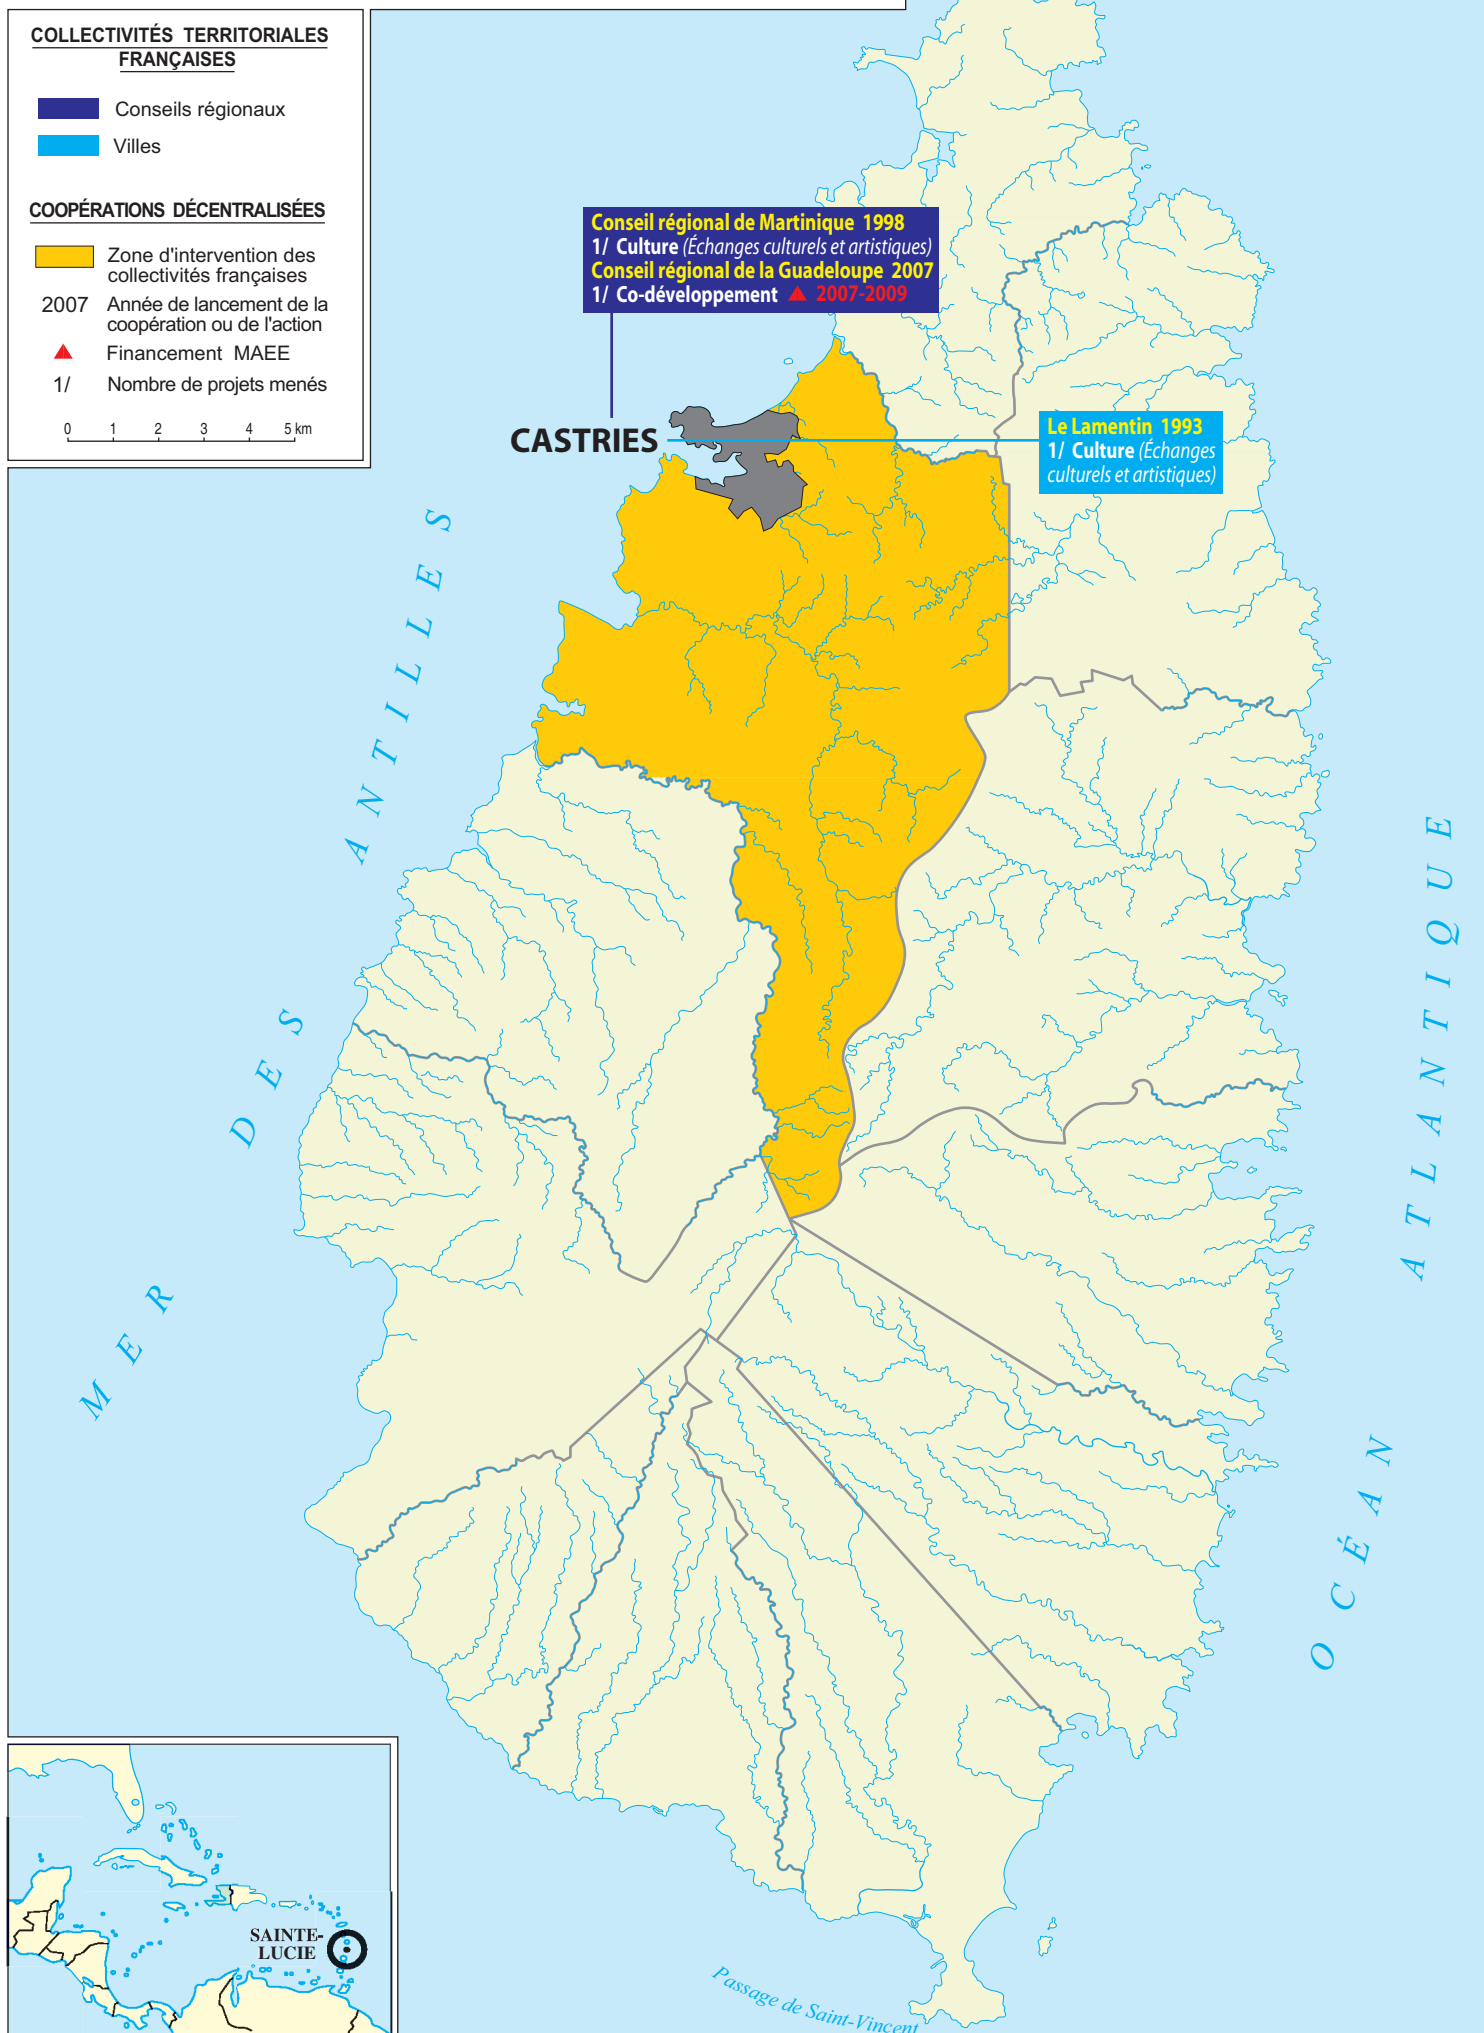 COLLECTIVITÉS TERRITORIALES
FRANÇAISES
Conseils régionaux
Villes
COOPÉRATIONS DÉCENTRALISÉES
Zone d'intervention des
collectivités françaises
2007 Année de lancement de la
coopération ou de l'action
Financement MAEE
1/ Nombre de projets menés
0 1 2 3 4 5 km
Conseil régional de Martinique 1998
1/ Culture (Échanges culturels et artistiques)
Conseil régional de la Guadeloupe 2007
1/ Co-développement 2007-2009
CASTRIES
Le Lamentin 1993
1/ Culture (Échanges
culturels et artistiques)
MER DES ANTILLES
OCÉAN ATLANTIQUE
SAINTE-
LUCIE
Passage de Saint-Vincent